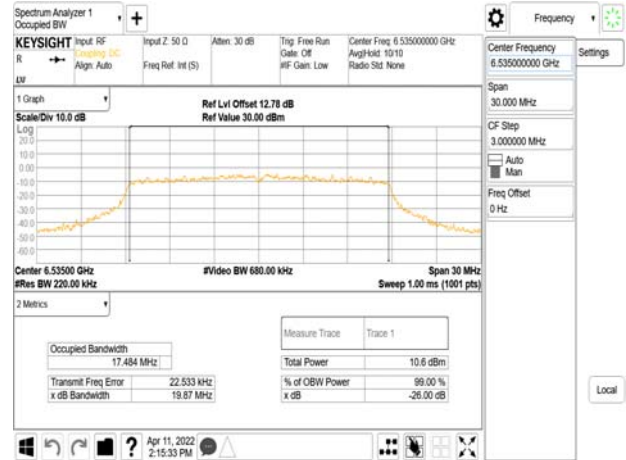 Spectrum Analyzer 1
Occupied BW
+
Frequency
KEYSIGHT
Input: RF
Coupling: DC
Align: Auto
Input Z: 50 Ω
Freq Ref: Int (S)
Atten: 30 dB
Trig: Free Run
Gate: Off
#IF Gain: Low
Center Freq: 6.535000000 GHz
Avg|Hold: 10/10
Radio Std: None
R
LXI
Center Frequency
6.535000000 GHz
Settings
Span
30.000 MHz
CF Step
3.000000 MHz
Auto
Man
Freq Offset
0 Hz
Local
1 Graph
Scale/Div 10.0 dB
Ref Lvl Offset 12.78 dB
Ref Value 30.00 dBm
Log
20.0
10.0
0.00
-10.0
-20.0
-30.0
-40.0
-50.0
-60.0
Center 6.53500 GHz
#Res BW 220.00 kHz
#Video BW 680.00 kHz
Span 30 MHz
Sweep 1.00 ms (1001 pts)
2 Metrics
Measure Trace
Trace 1
Occupied Bandwidth
17.484 MHz
Total Power
10.6 dBm
Transmit Freq Error
22.533 kHz
% of OBW Power
99.00 %
x dB Bandwidth
19.87 MHz
x dB
-26.00 dB
?
Apr 11, 2022
2:15:33 PM